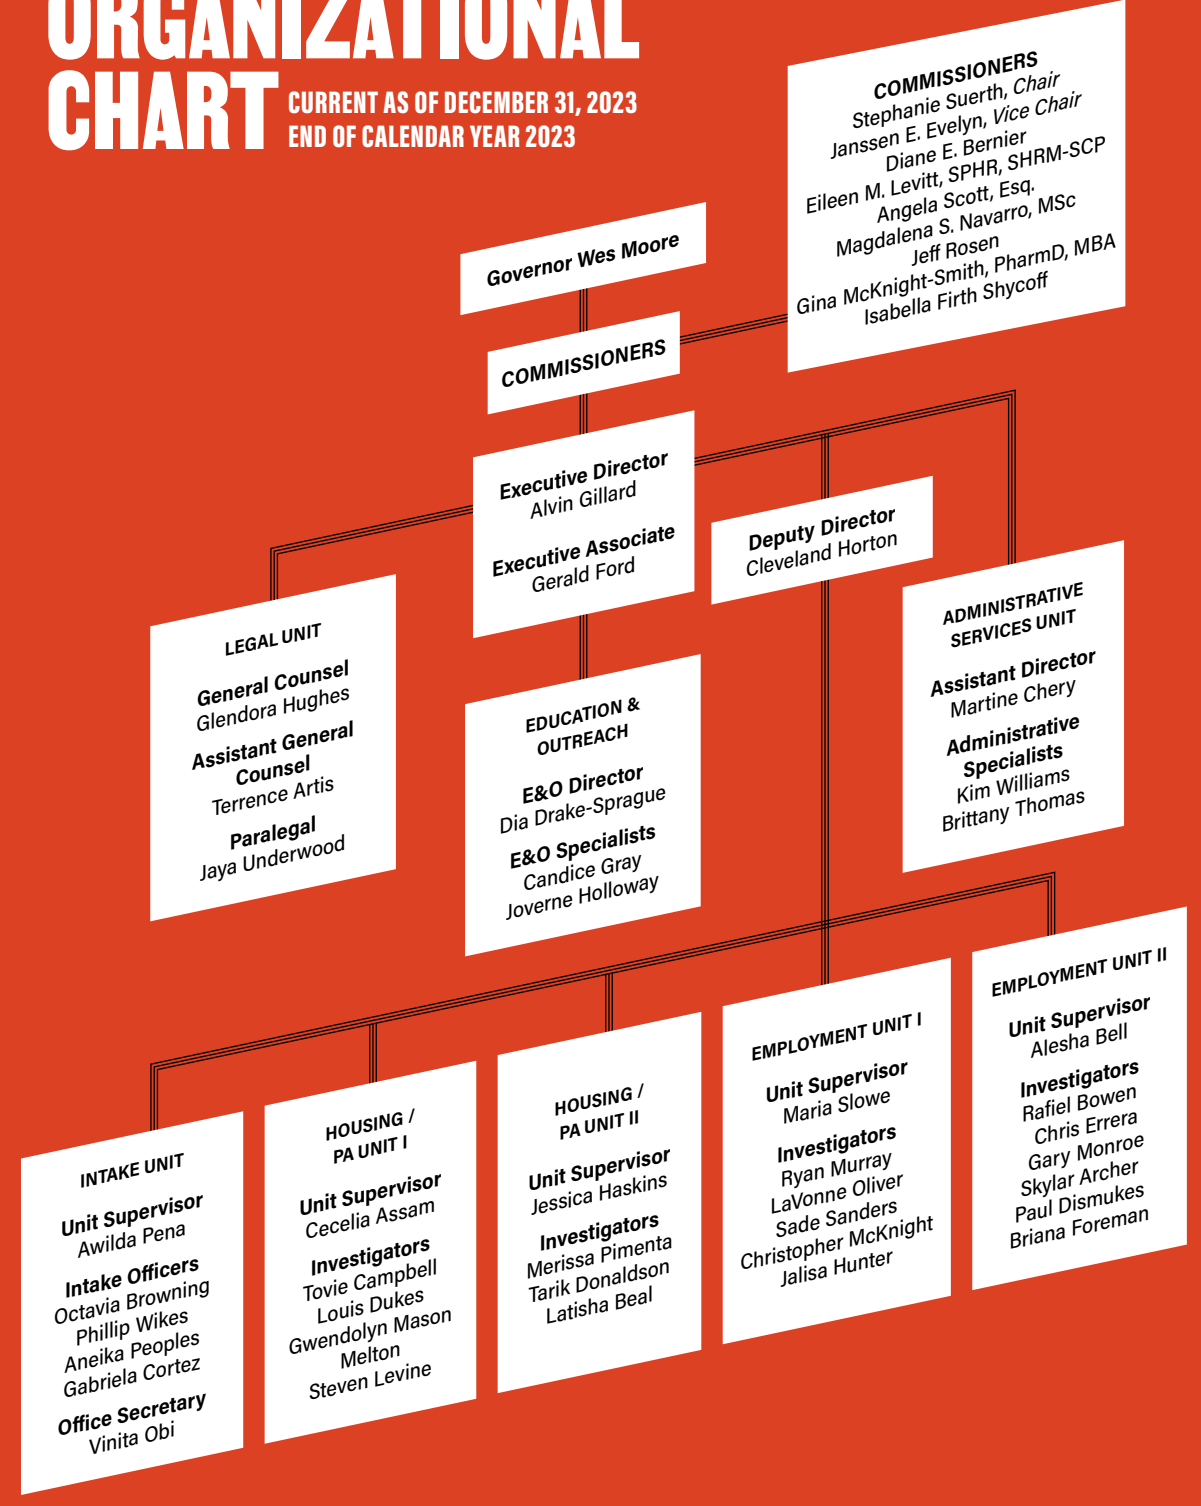 ORGANIZATIONAL
CHART
CURRENT AS OF DECEMBER 31, 2023
END OF CALENDAR YEAR 2023
COMMISSIONERS
Stephanie Suerth, Chair
Janssen E. Evelyn, Vice Chair
Diane E. Bernier
Eileen M. Levitt, SPHR, SHRM-SCP
Angela Scott, Esq.
Magdalena S. Navarro, MSc
Jeff Rosen
Gina McKnight-Smith, PharmD, MBA
Isabella Firth Shycoff
Governor Wes Moore
COMMISSIONERS
Executive Director
Alvin Gillard
Executive Associate
Gerald Ford
Deputy Director
Cleveland Horton
LEGAL UNIT
General Counsel
Glendora Hughes
Assistant General
Counsel
Terrence Artis
Paralegal
Jaya Underwood
EDUCATION &
OUTREACH
E&O Director
Dia Drake-Sprague
E&O Specialists
Candice Gray
Joverne Holloway
ADMINISTRATIVE
SERVICES UNIT
Assistant Director
Martine Chery
Administrative
Specialists
Kim Williams
Brittany Thomas
INTAKE UNIT
Unit Supervisor
Awilda Pena
Intake Officers
Octavia Browning
Phillip Wikes
Aneika Peoples
Gabriela Cortez
Office Secretary
Vinita Obi
HOUSING /
PA UNIT I
Unit Supervisor
Cecelia Assam
Investigators
Tovie Campbell
Louis Dukes
Gwendolyn Mason
Melton
Steven Levine
HOUSING /
PA UNIT II
Unit Supervisor
Jessica Haskins
Investigators
Merissa Pimenta
Tarik Donaldson
Latisha Beal
EMPLOYMENT UNIT I
Unit Supervisor
Maria Slowe
Investigators
Ryan Murray
LaVonne Oliver
Sade Sanders
Christopher McKnight
Jalisa Hunter
EMPLOYMENT UNIT II
Unit Supervisor
Alesha Bell
Investigators
Rafiel Bowen
Chris Errera
Gary Monroe
Skylar Archer
Paul Dismukes
Briana Foreman